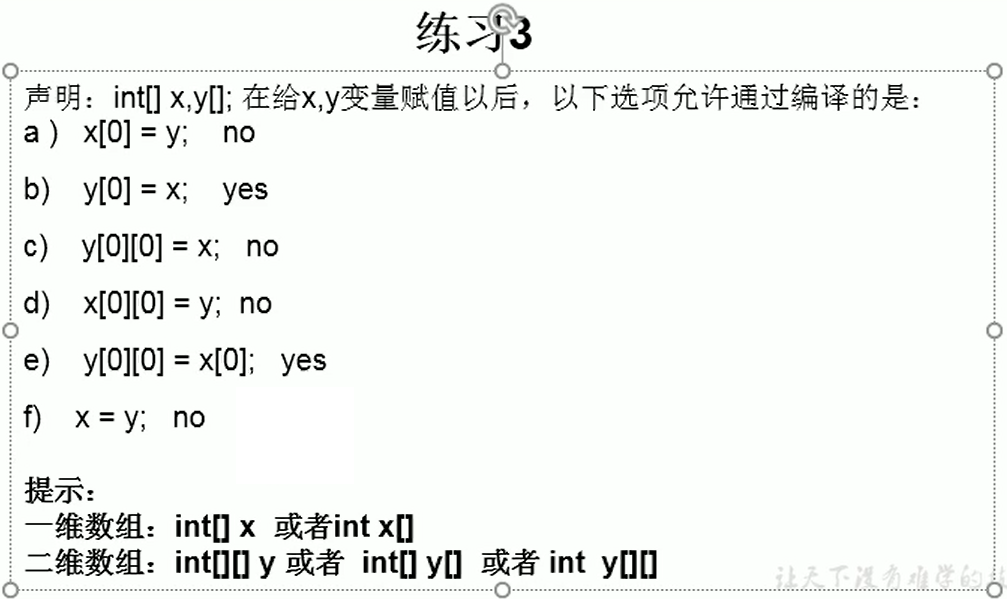 练习3
声明：int[] x,y[]; 在给x,y变量赋值以后，以下选项允许通过编译的是：
a ) x[0] = y; no
b) y[0] = x; yes
c) y[0][0] = x; no
d) x[0][0] = y; no
e) y[0][0] = x[0]; yes
f) x = y; no
提示：
一维数组：int[] x 或者int x[]
二维数组：int[][] y 或者 int[] y[] 或者 int y[][]
让天下没有难学的技